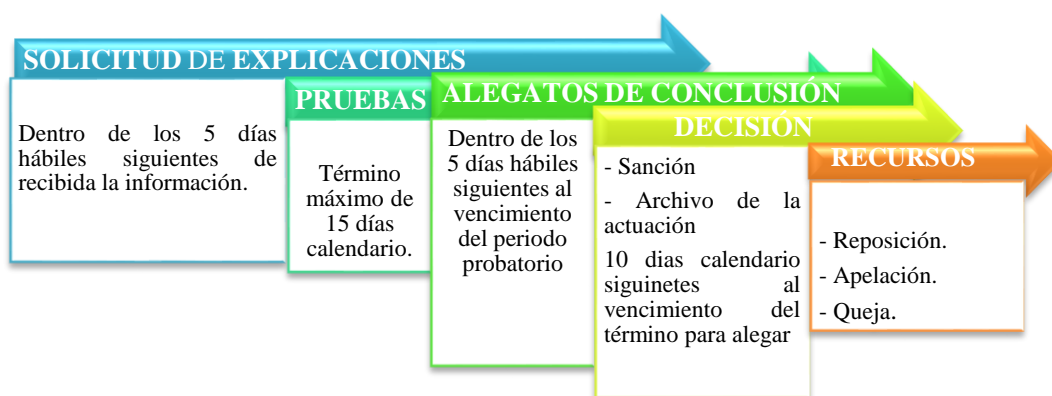 SOLICITUD DE EXPLICACIONES
Dentro de los 5 días
hábiles siguientes de
recibida la información.
PRUEBAS
Término
máximo de
15 días
calendario.
ALEGATOS DE CONCLUSIÓN
Dentro de los
5 días hábiles
siguientes al
vencimiento
del periodo
probatorio
DECISIÓN
- Sanción
- Archivo de la
actuación
10 dias calendario
siguinetes al
vencimiento del
término para alegar
RECURSOS
- Reposición.
- Apelación.
- Queja.